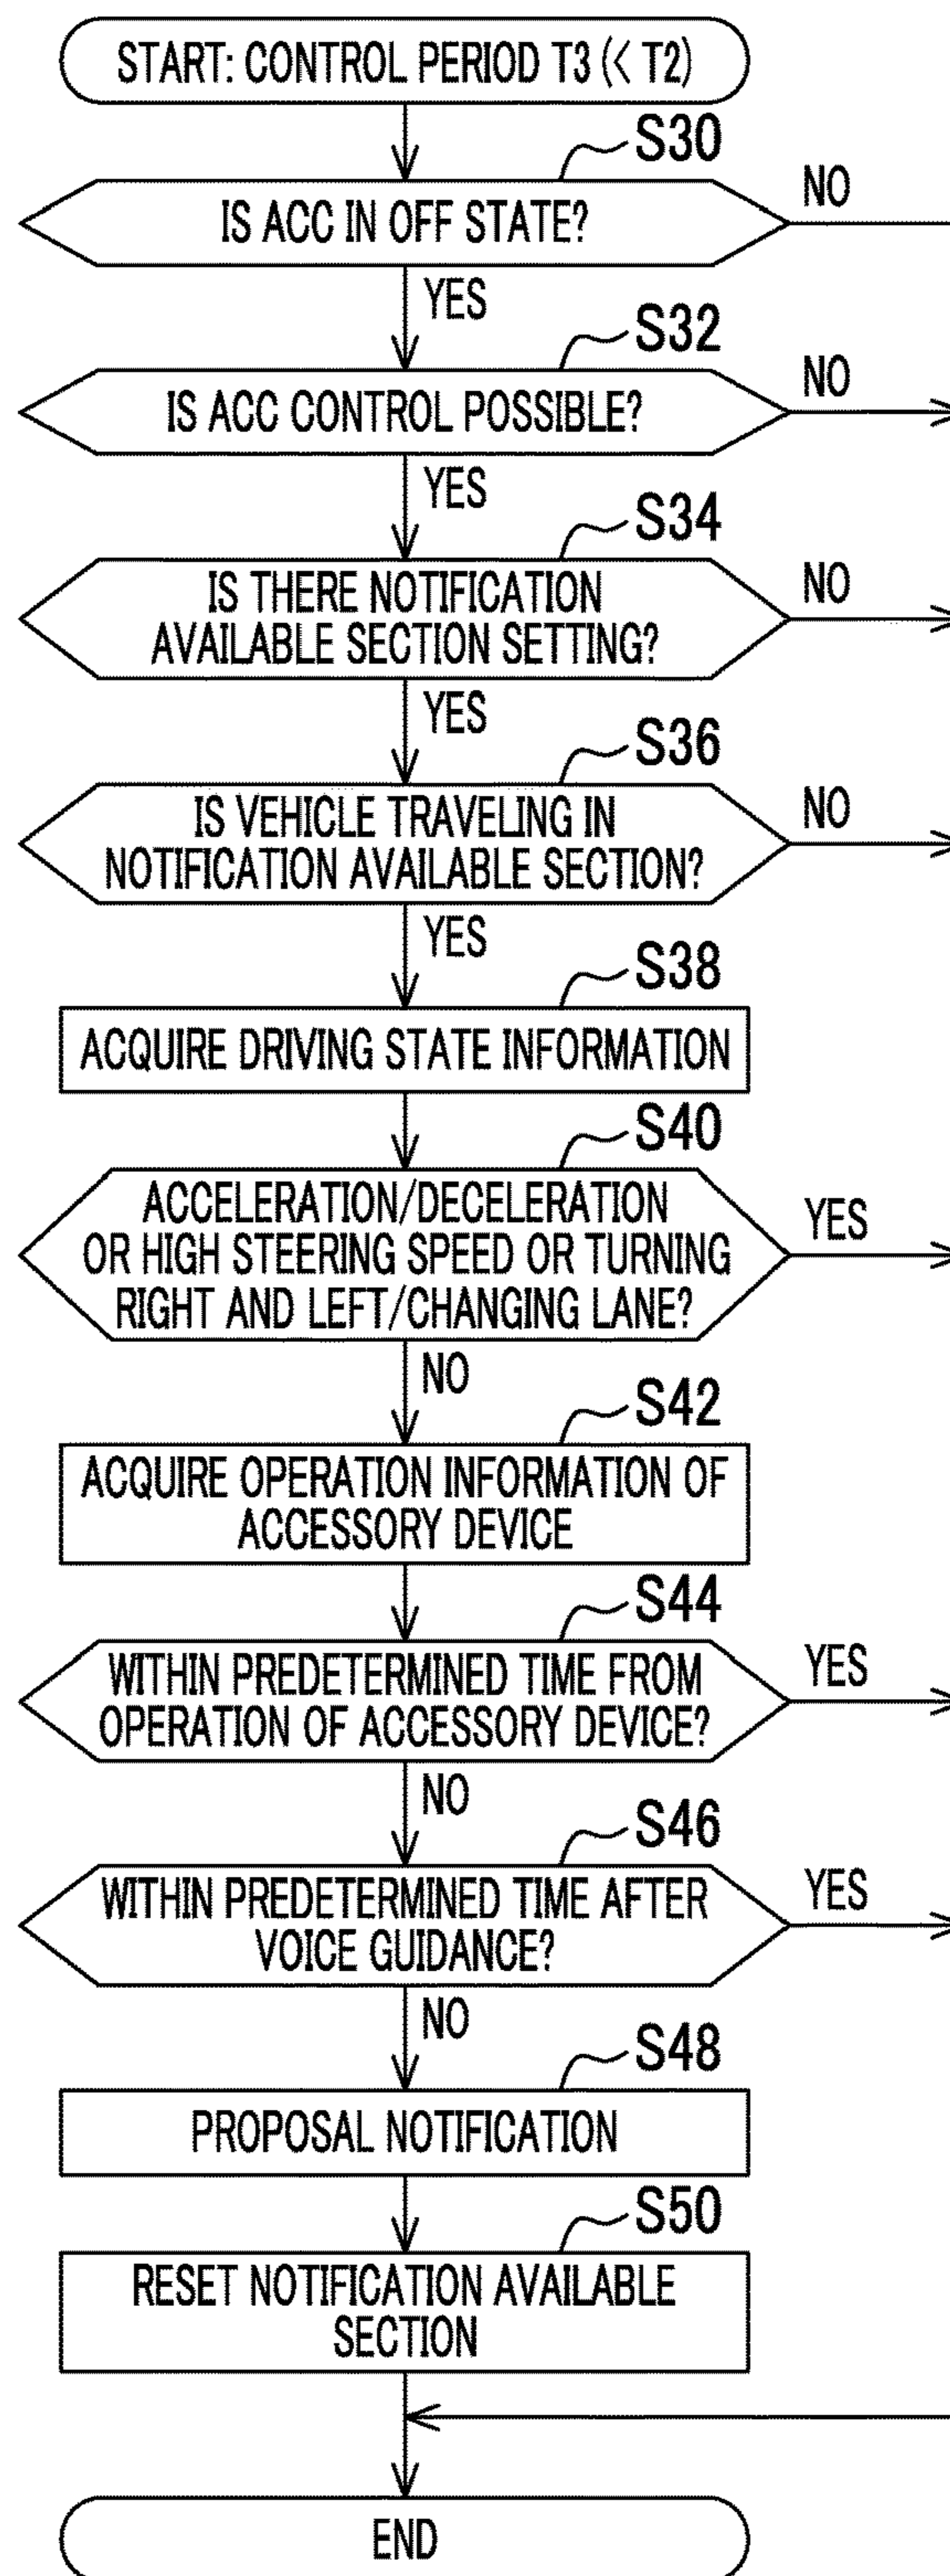 START: CONTROL PERIOD T3 (< T2)
S30
IS ACC IN OFF STATE?
NO
YES
S32
IS ACC CONTROL POSSIBLE?
NO
YES
S34
IS THERE NOTIFICATION
AVAILABLE SECTION SETTING?
NO
YES
S36
IS VEHICLE TRAVELING IN
NOTIFICATION AVAILABLE SECTION?
NO
YES
S38
ACQUIRE DRIVING STATE INFORMATION
S40
ACCELERATION/DECELERATION
OR HIGH STEERING SPEED OR TURNING
RIGHT AND LEFT/CHANGING LANE?
YES
NO
S42
ACQUIRE OPERATION INFORMATION OF
ACCESSORY DEVICE
S44
WITHIN PREDETERMINED TIME FROM
OPERATION OF ACCESSORY DEVICE?
YES
NO
S46
WITHIN PREDETERMINED TIME AFTER
VOICE GUIDANCE?
YES
NO
S48
PROPOSAL NOTIFICATION
S50
RESET NOTIFICATION AVAILABLE
SECTION
END